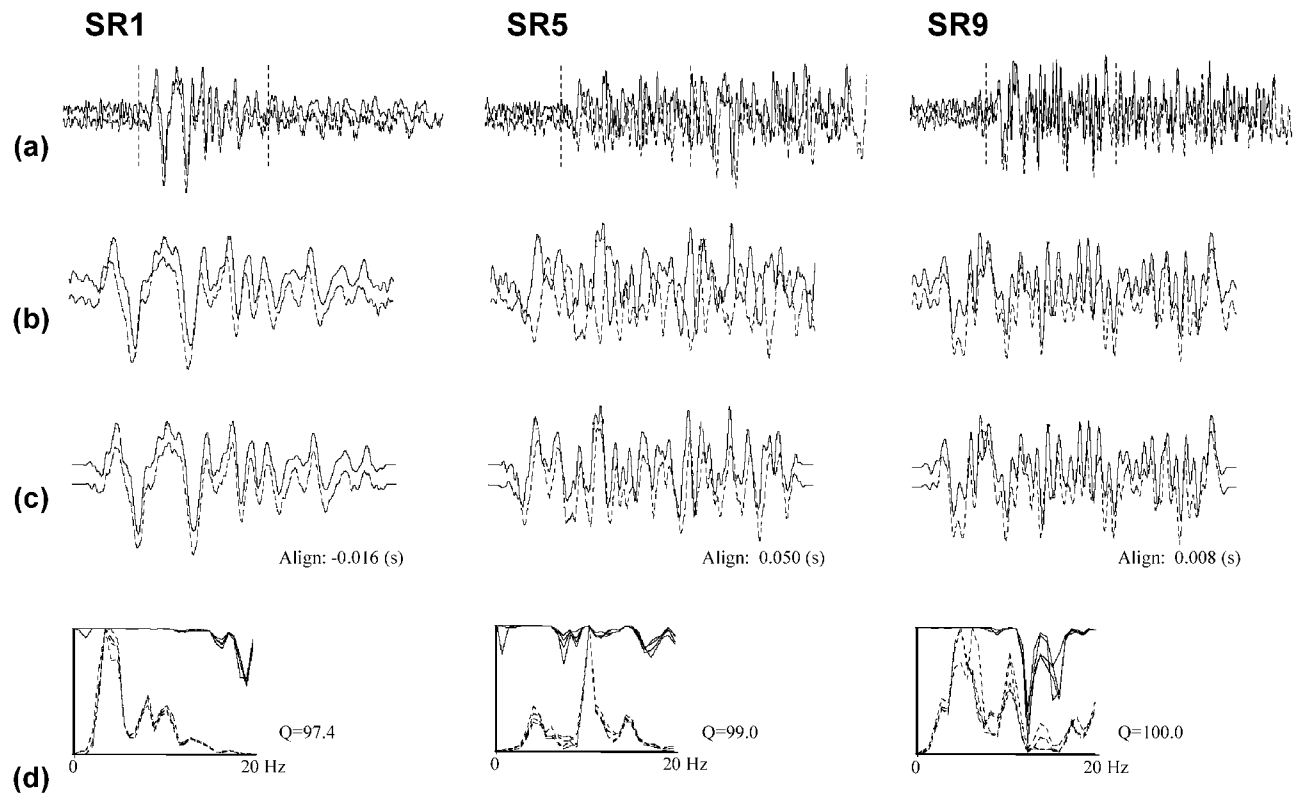 SR1 SR5 SR9
(a)
(b)
(c)
Align: -0.016 (s) Align: 0.050 (s) Align: 0.008 (s)
(d)
Q=97.4 Q=99.0 Q=100.0
0 20 Hz 0 20 Hz 0 20 Hz